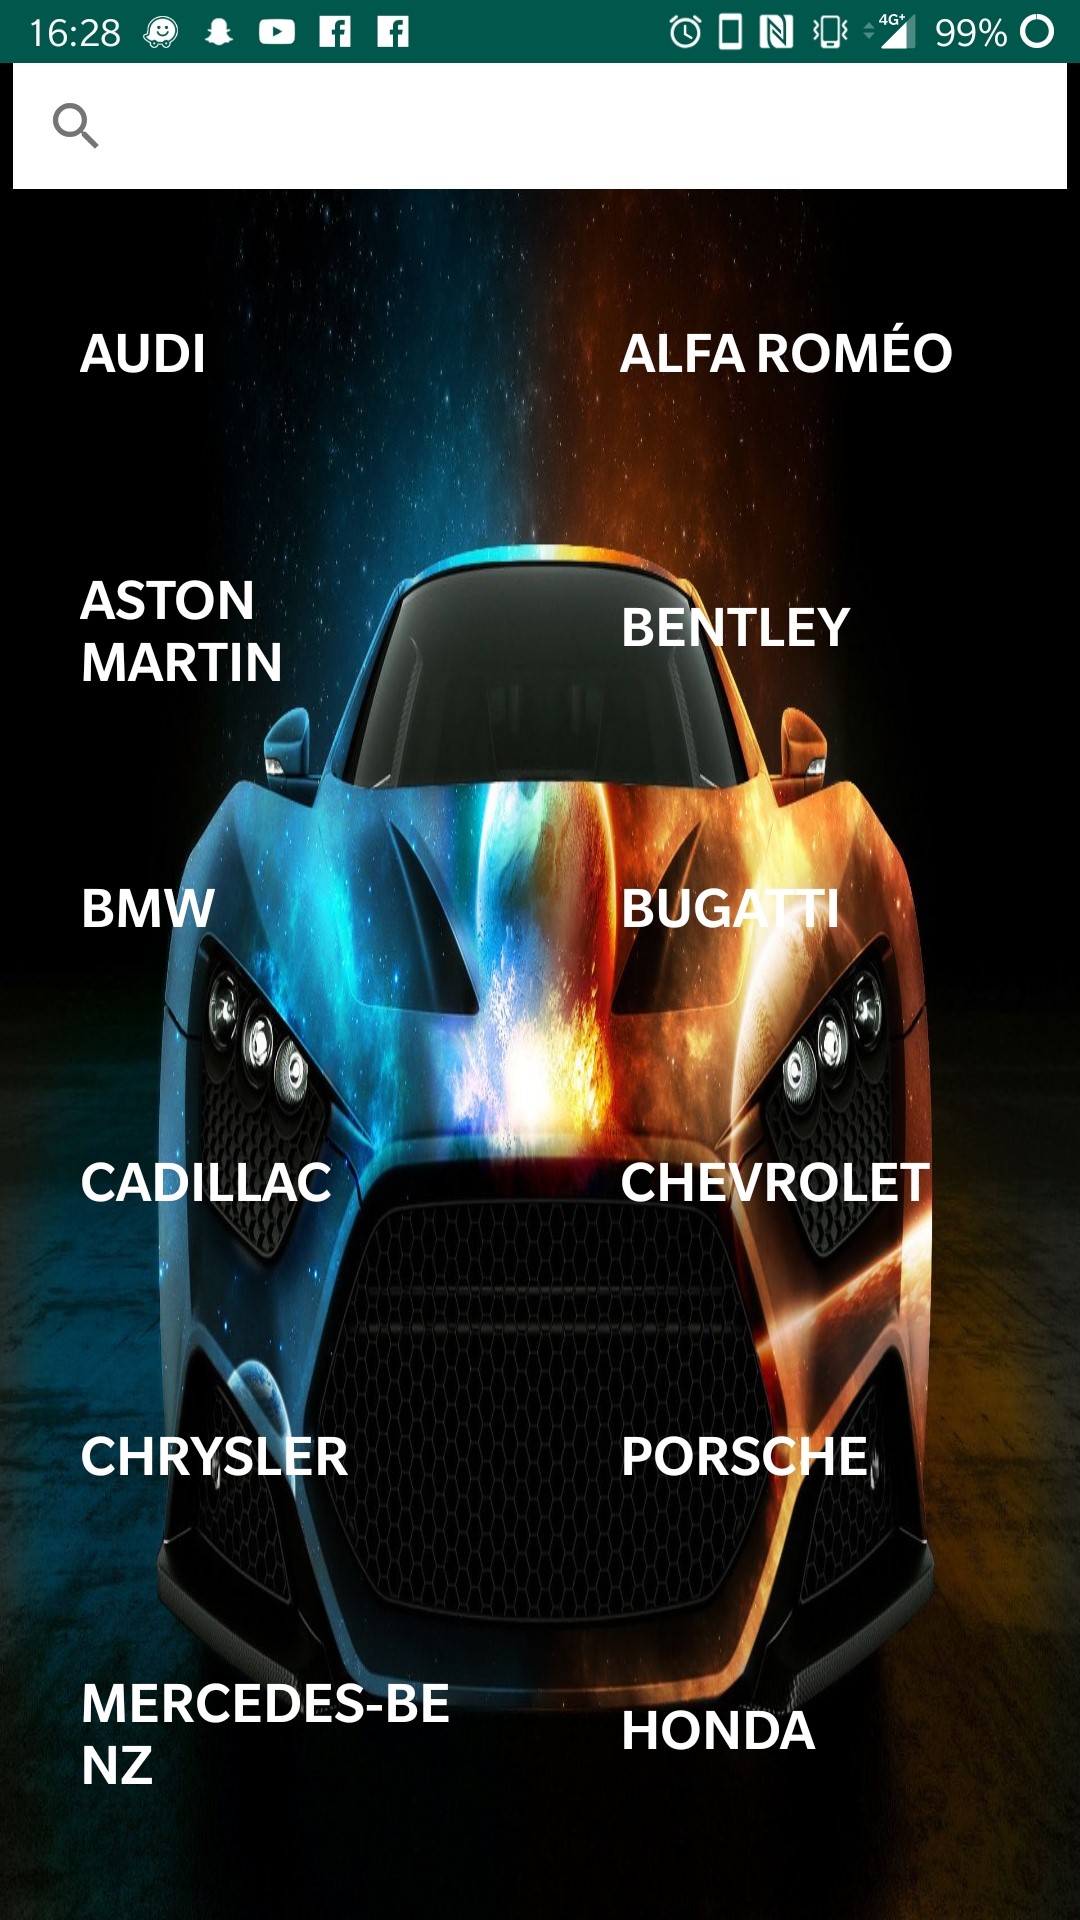 16:28 4G+ 99%
AUDI
ALFA ROMÉO
ASTON
MARTIN
BENTLEY
BMW
BUGATTI
CADILLAC
CHEVROLET
CHRYSLER
PORSCHE
MERCEDES-BE
NZ
HONDA